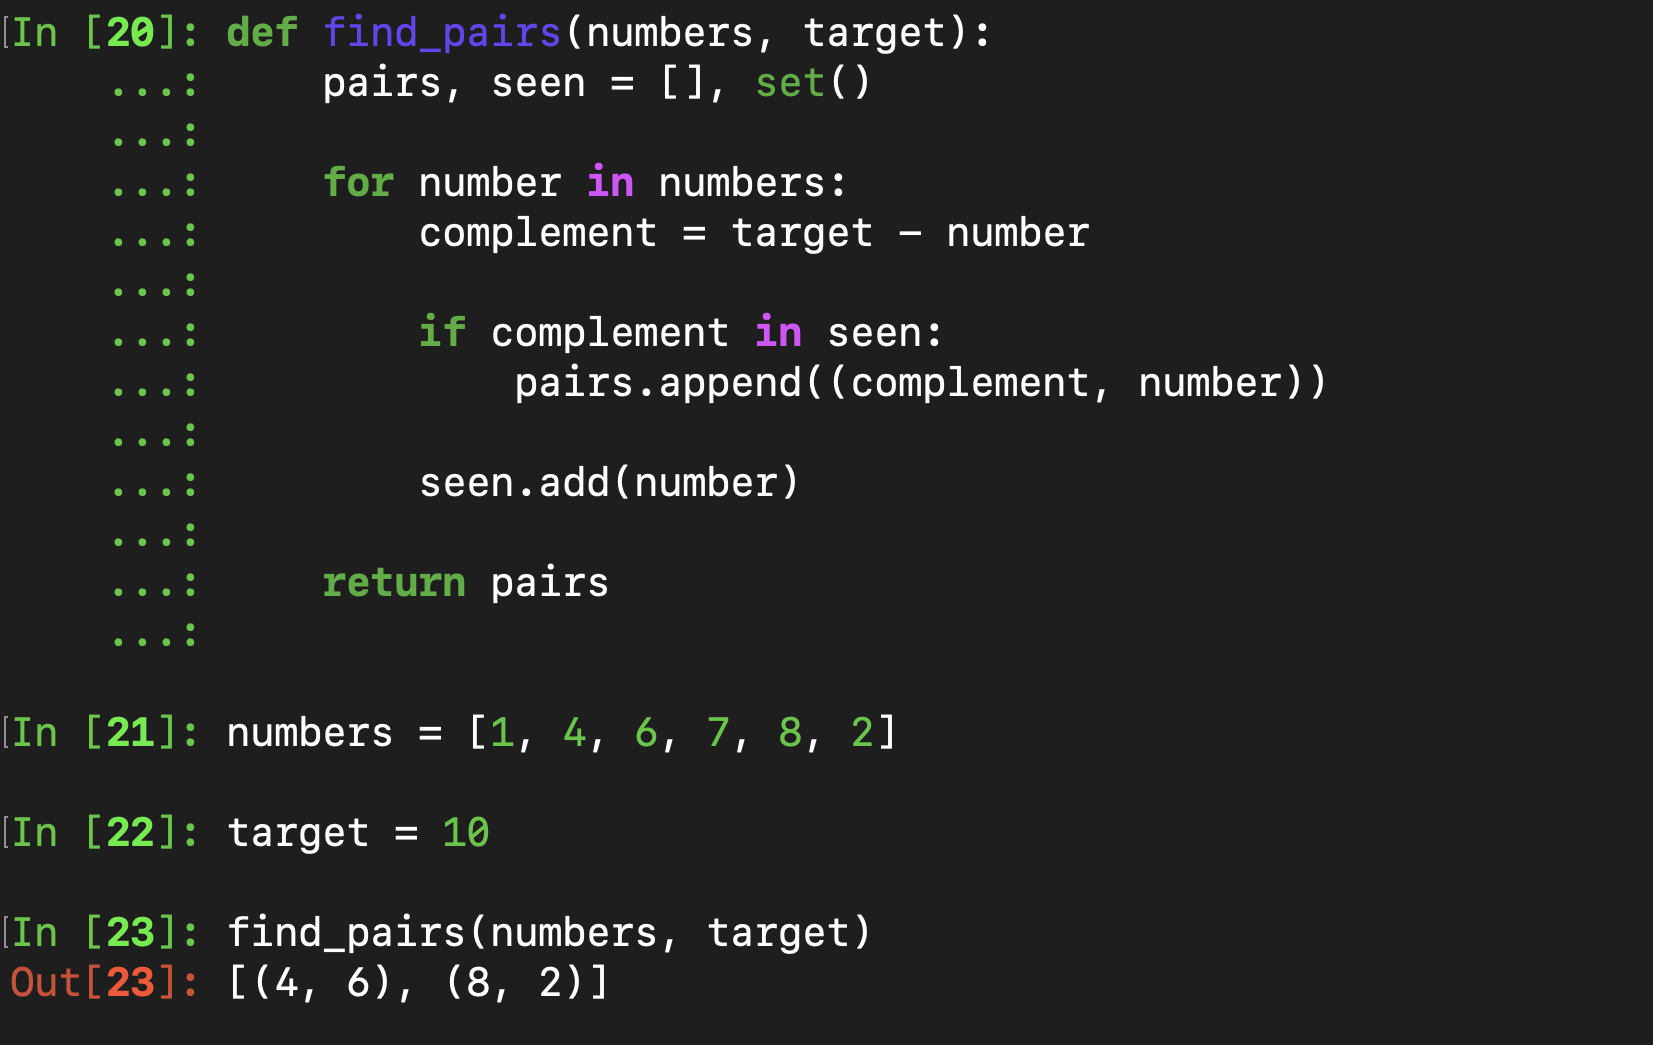 [In [20]: def find_pairs(numbers, target):
    ...:     pairs, seen = [], set()
    ...:
    ...:     for number in numbers:
    ...:         complement = target - number
    ...:
    ...:         if complement in seen:
    ...:             pairs.append((complement, number))
    ...:
    ...:         seen.add(number)
    ...:
    ...:     return pairs
    ...:
[In [21]: numbers = [1, 4, 6, 7, 8, 2]
[In [22]: target = 10
[In [23]: find_pairs(numbers, target)
Out[23]: [(4, 6), (8, 2)]